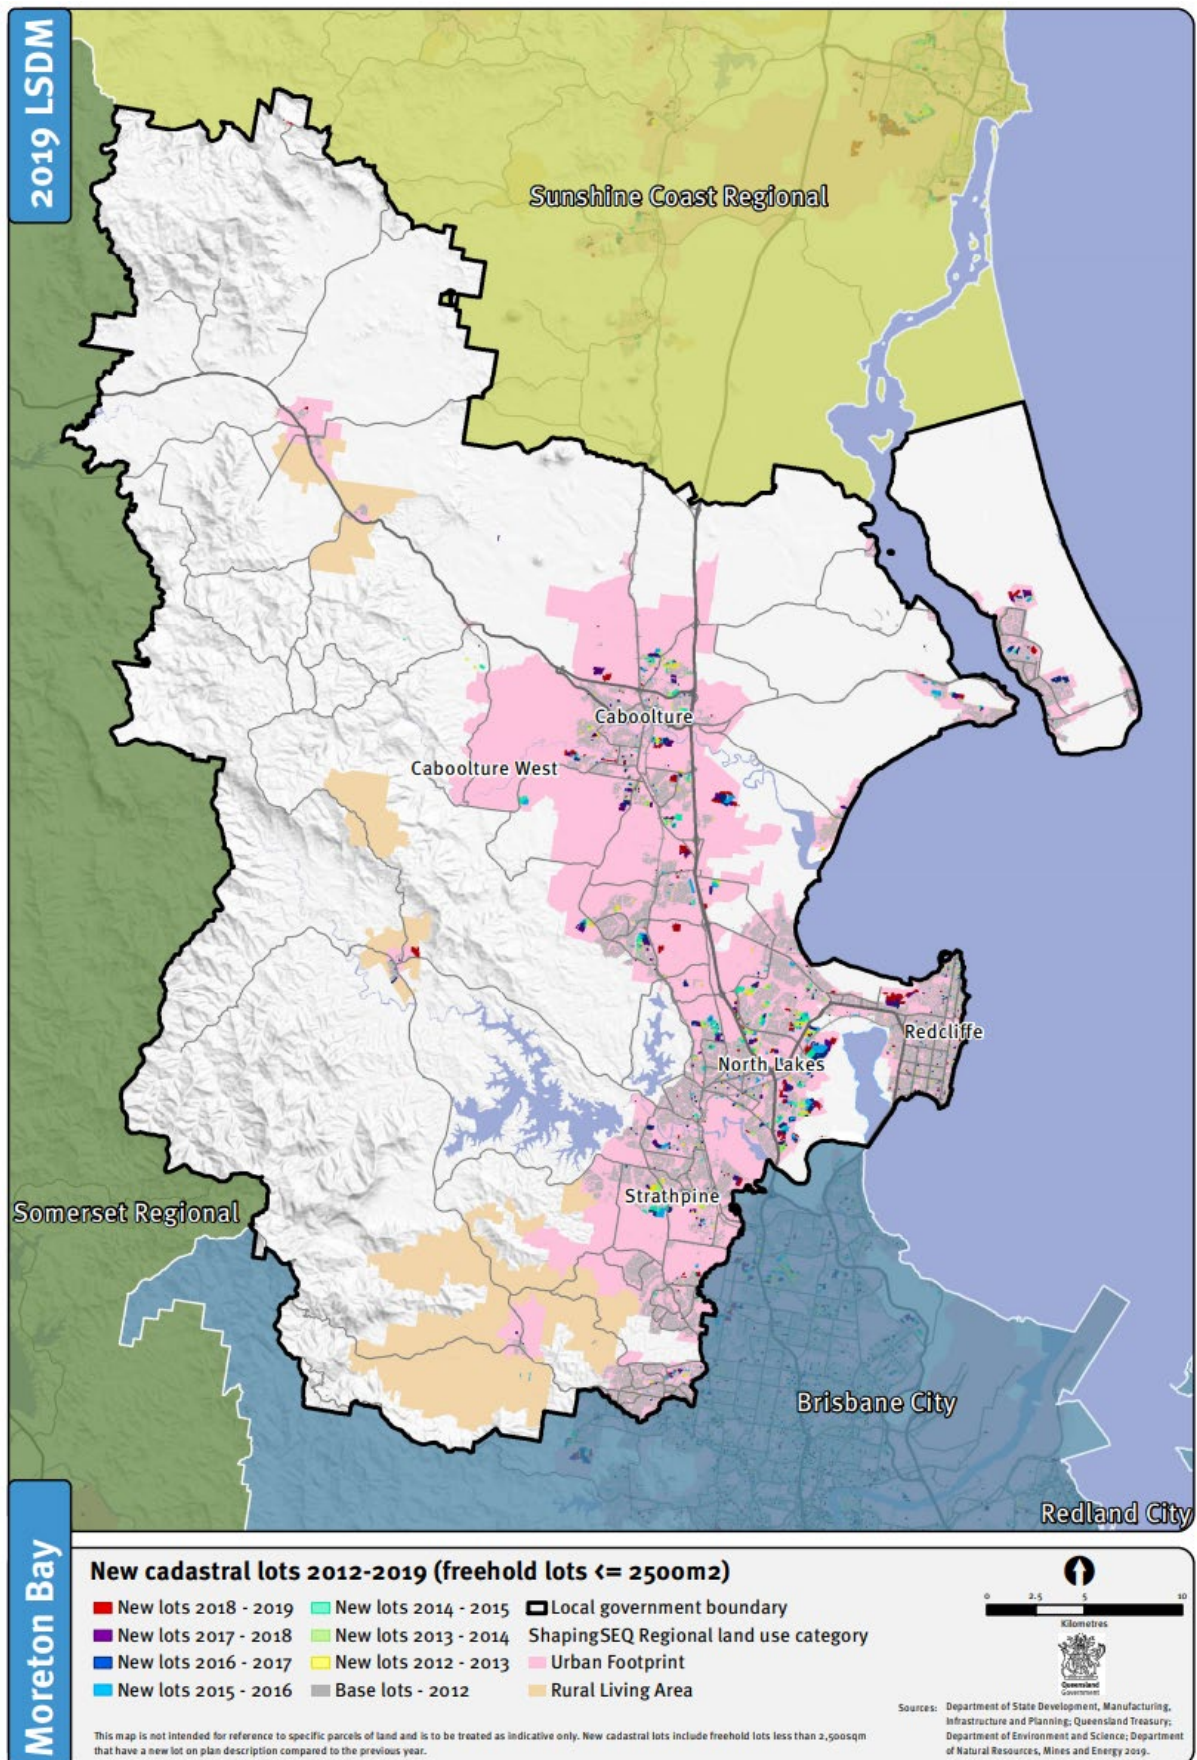 2019 LSDM
Sunshine Coast Regional
Caboolture
Caboolture West
Redcliffe
North Lakes
Strathpine
Somerset Regional
Brisbane City
Redland City
Moreton Bay
New cadastral lots 2012-2019 (freehold lots <= 2500m2)
New lots 2018 - 2019
New lots 2017 - 2018
New lots 2016 - 2017
New lots 2015 - 2016
New lots 2014 - 2015
New lots 2013 - 2014
New lots 2012 - 2013
Base lots - 2012
Local government boundary
ShapingSEQ Regional land use category
Urban Footprint
Rural Living Area
0 2.5 5 10
Kilometres
Queensland
Government
Sources: Department of State Development, Manufacturing,
Infrastructure and Planning; Queensland Treasury;
Department of Environment and Science; Department
of Natural Resources, Mines and Energy 2019.
This map is not intended for reference to specific parcels of land and is to be treated as indicative only. New cadastral lots include freehold lots less than 2,500sqm
that have a new lot on plan description compared to the previous year.